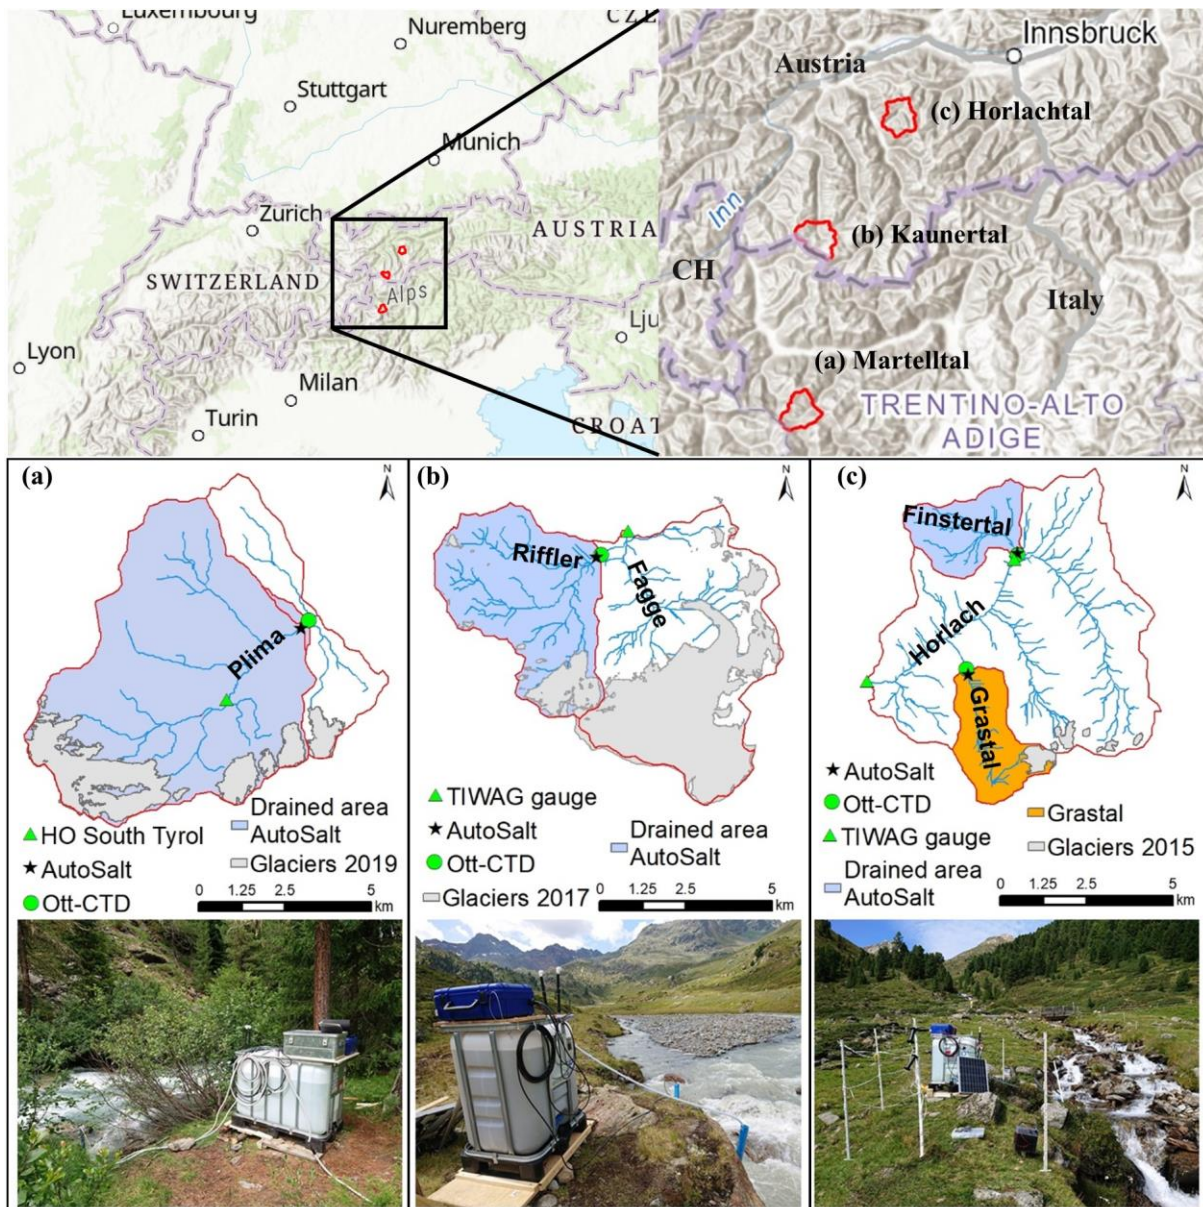 Luxembourg
CZE
Nuremberg
Stuttgart
Munich
Zurich
AUSTRIA
SWITZERLAND
Alps
Lyon
Milan
Lju
Turin
CROAT
Innsbruck
Austria
(c) Horlachtal
Inn
(b) Kaunertal
CH
Italy
(a) Martelltal
TRENTINO-ALTO
ADIGE
(a)
N
Plima
HO South Tyrol
AutoSalt
Ott-CTD
Drained area
AutoSalt
Glaciers 2019
0 1.25 2.5 5
km
(b)
N
Riffler
Fagge
TIWAG gauge
AutoSalt
Ott-CTD
Glaciers 2017
Drained area
AutoSalt
0 1.25 2.5 5
km
(c)
N
Finstertal
Horlach
Grastal
AutoSalt
Ott-CTD
TIWAG gauge
Drained area
AutoSalt
Grastal
Glaciers 2015
0 1.25 2.5 5
km